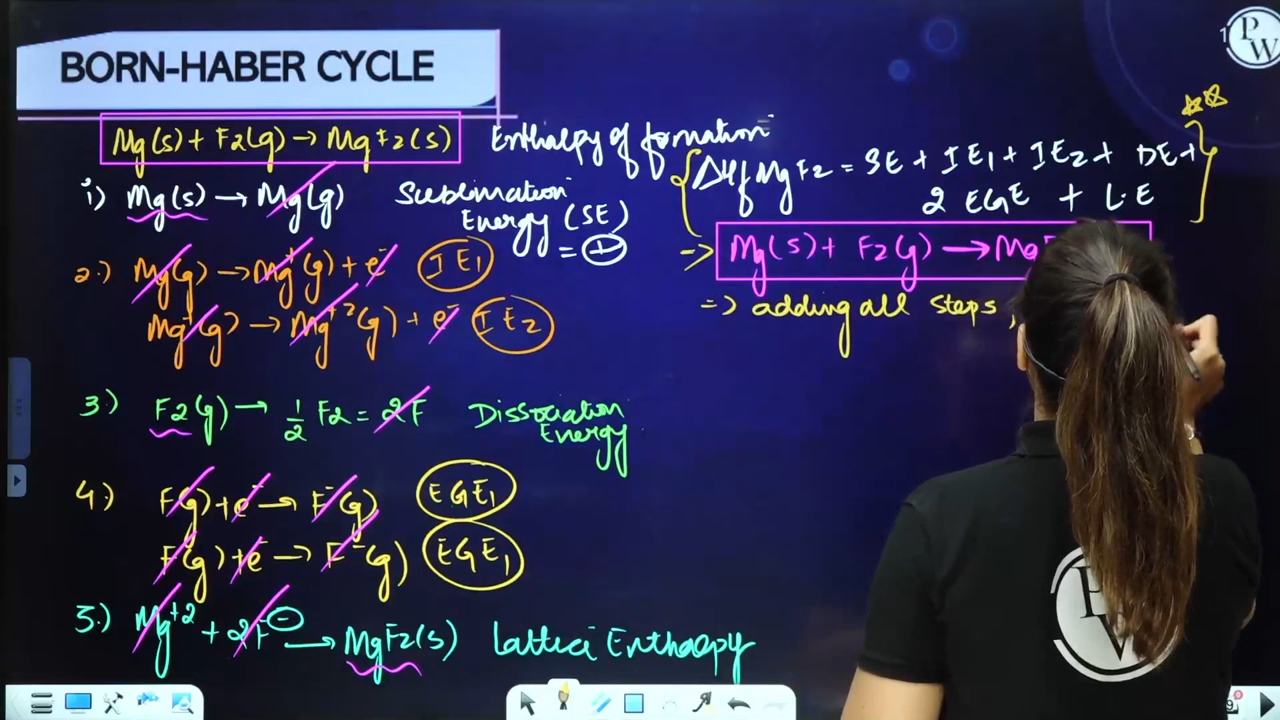 BORN-HABER CYCLE
Mg(s) + F2(g) → MgF2(s) Enthalpy of formation
1) Mg(s) → Mg(g) Sublimation
Energy (SE)
= +
2.) Mg(g) → Mg⁺(g) + e⁻ IE1
Mg⁺(g) → Mg⁺²(g) + e⁻ IE2
3.) F2(g) → 1/2 F2 = 2F Dissociation
Energy
4.) F(g) + e⁻ → F⁻(g) EGE1
F(g) + e⁻ → F⁻(g) EGE1
5.) Mg⁺² + 2F⁻ → MgF2(s) Lattice Enthalpy
ΔHf MgF2 = SE + IE1 + IE2 + DE +
2 EGE + L.E
⇒ Mg(s) + F2(g) →
⇒ adding all steps,
PW
PW